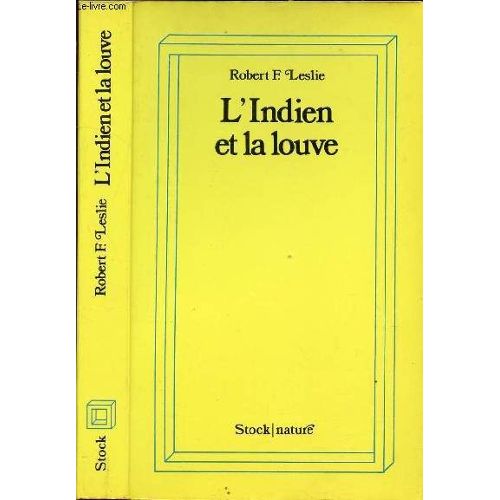 le-livre.com
Robert F. Leslie L'Indien et la louve
Stock
Robert F. Leslie
L'Indien
et la louve
Stock|nature